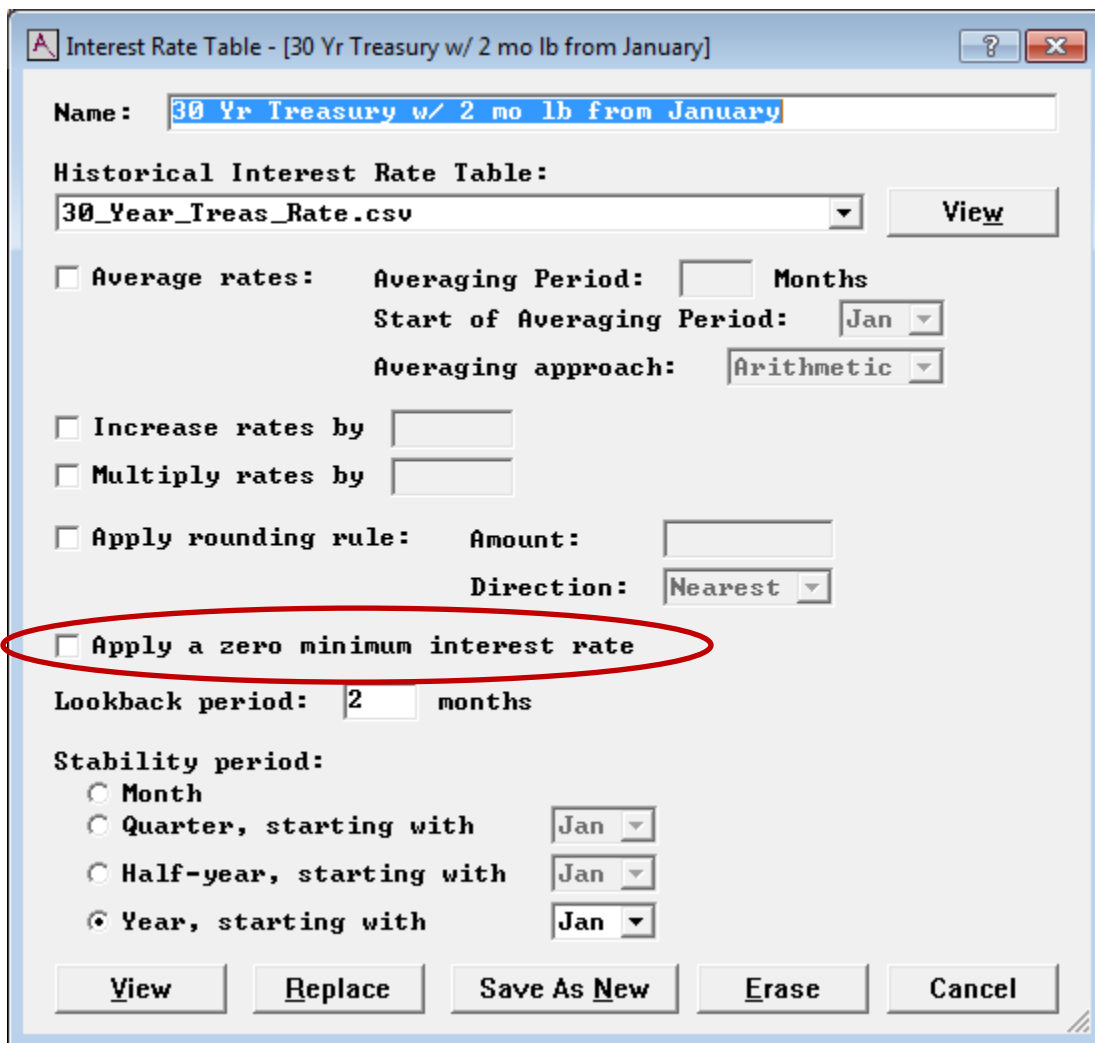 Interest Rate Table - [30 Yr Treasury w/ 2 mo lb from January]
Name: 30 Yr Treasury w/ 2 mo lb from January
Historical Interest Rate Table:
30_Year_Treas_Rate.csv View
Average rates: Averaging Period: Months
Start of Averaging Period: Jan
Averaging approach: Arithmetic
Increase rates by
Multiply rates by
Apply rounding rule: Amount:
Direction: Nearest
Apply a zero minimum interest rate
Lookback period: 2 months
Stability period:
Month
Quarter, starting with Jan
Half-year, starting with Jan
Year, starting with Jan
View Replace Save As New Erase Cancel